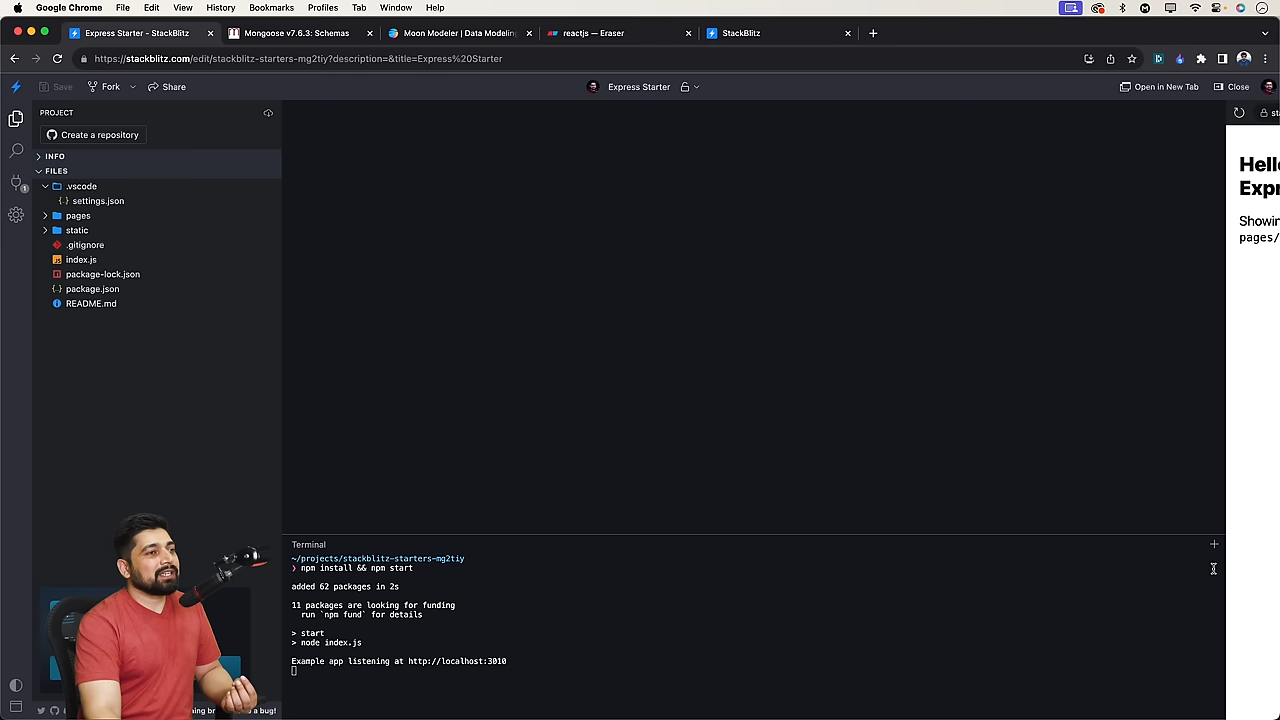 Google Chrome File Edit View History Bookmarks Profiles Tab Window Help
Express Starter - StackBlitz
Mongoose v7.6.3: Schemas
Moon Modeler | Data Modeling
reactjs — Eraser
StackBlitz
https://stackblitz.com/edit/stackblitz-starters-mg2tiy?description=&title=Express%20Starter
Save Fork Share
Express Starter
Open in New Tab Close
PROJECT
Create a repository
INFO
FILES
.vscode
settings.json
pages
static
.gitignore
index.js
package-lock.json
package.json
README.md
1
Hell
Expr
Showin
pages/
Terminal
~/projects/stackblitz-starters-mg2tiy
❯ npm install && npm start
added 62 packages in 2s
11 packages are looking for funding
run `npm fund` for details
> start
> node index.js
Example app listening at http://localhost:3010
a bug!